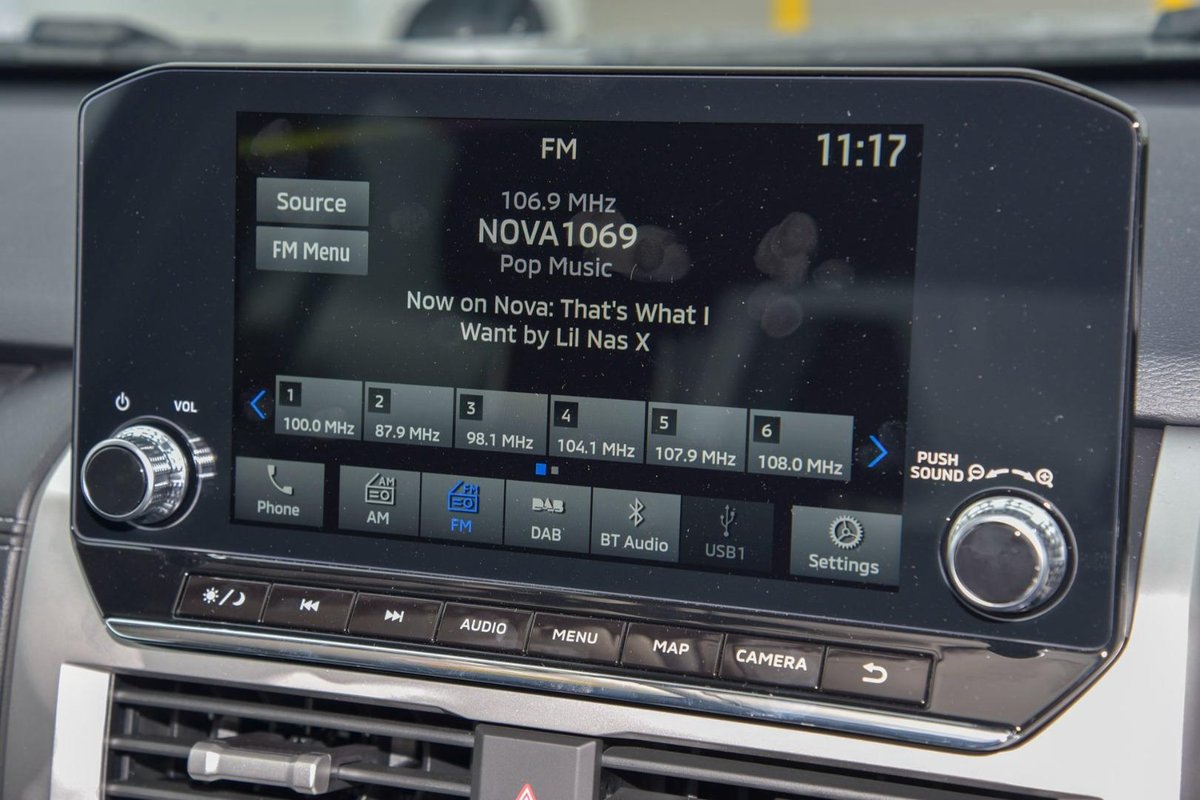 FM
11:17
Source
106.9 MHz
NOVA1069
FM Menu
Pop Music
Now on Nova: That's What I
Want by Lil Nas X
1
100.0 MHz
2
87.9 MHz
3
98.1 MHz
4
104.1 MHz
5
107.9 MHz
6
108.0 MHz
VOL
PUSH
SOUND
Phone
AM
AM
FM
FM
DAB
DAB
BT Audio
USB1
Settings
AUDIO
MENU
MAP
CAMERA